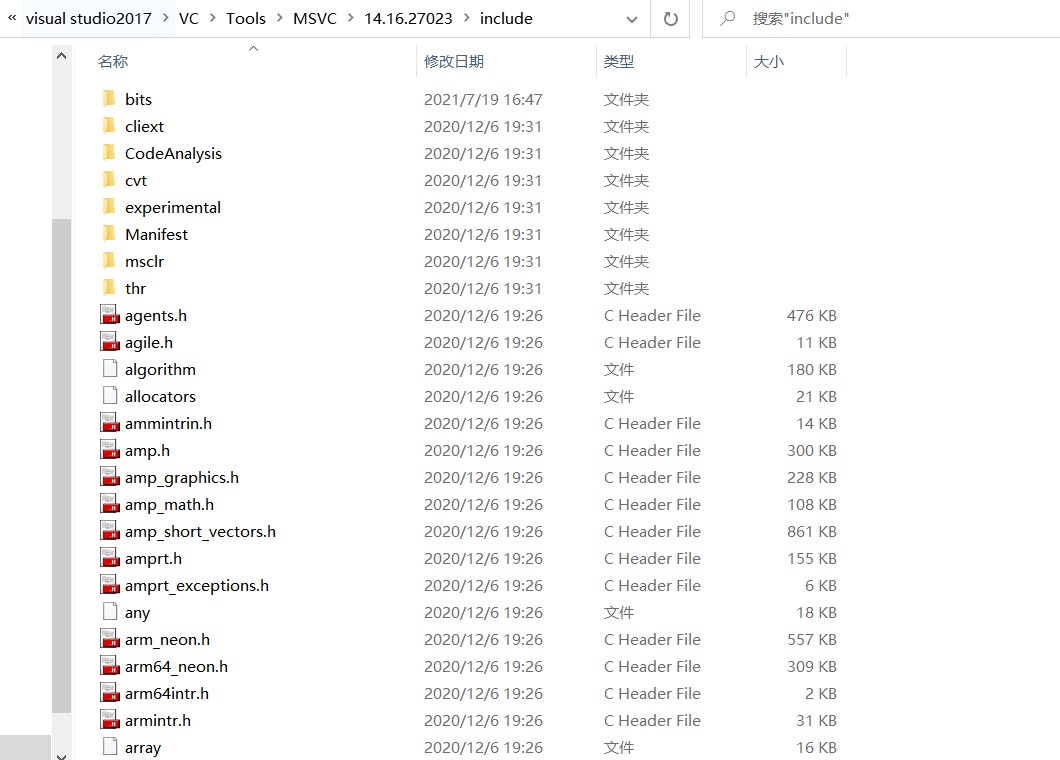 « visual studio2017 > VC > Tools > MSVC > 14.16.27023 > include 搜索"include"
名称 修改日期 类型 大小
bits 2021/7/19 16:47 文件夹
cliext 2020/12/6 19:31 文件夹
CodeAnalysis 2020/12/6 19:31 文件夹
cvt 2020/12/6 19:31 文件夹
experimental 2020/12/6 19:31 文件夹
Manifest 2020/12/6 19:31 文件夹
msclr 2020/12/6 19:31 文件夹
thr 2020/12/6 19:31 文件夹
agents.h 2020/12/6 19:26 C Header File 476 KB
agile.h 2020/12/6 19:26 C Header File 11 KB
algorithm 2020/12/6 19:26 文件 180 KB
allocators 2020/12/6 19:26 文件 21 KB
ammintrin.h 2020/12/6 19:26 C Header File 14 KB
amp.h 2020/12/6 19:26 C Header File 300 KB
amp_graphics.h 2020/12/6 19:26 C Header File 228 KB
amp_math.h 2020/12/6 19:26 C Header File 108 KB
amp_short_vectors.h 2020/12/6 19:26 C Header File 861 KB
amprt.h 2020/12/6 19:26 C Header File 155 KB
amprt_exceptions.h 2020/12/6 19:26 C Header File 6 KB
any 2020/12/6 19:26 文件 18 KB
arm_neon.h 2020/12/6 19:26 C Header File 557 KB
arm64_neon.h 2020/12/6 19:26 C Header File 309 KB
arm64intr.h 2020/12/6 19:26 C Header File 2 KB
armintr.h 2020/12/6 19:26 C Header File 31 KB
array 2020/12/6 19:26 文件 16 KB